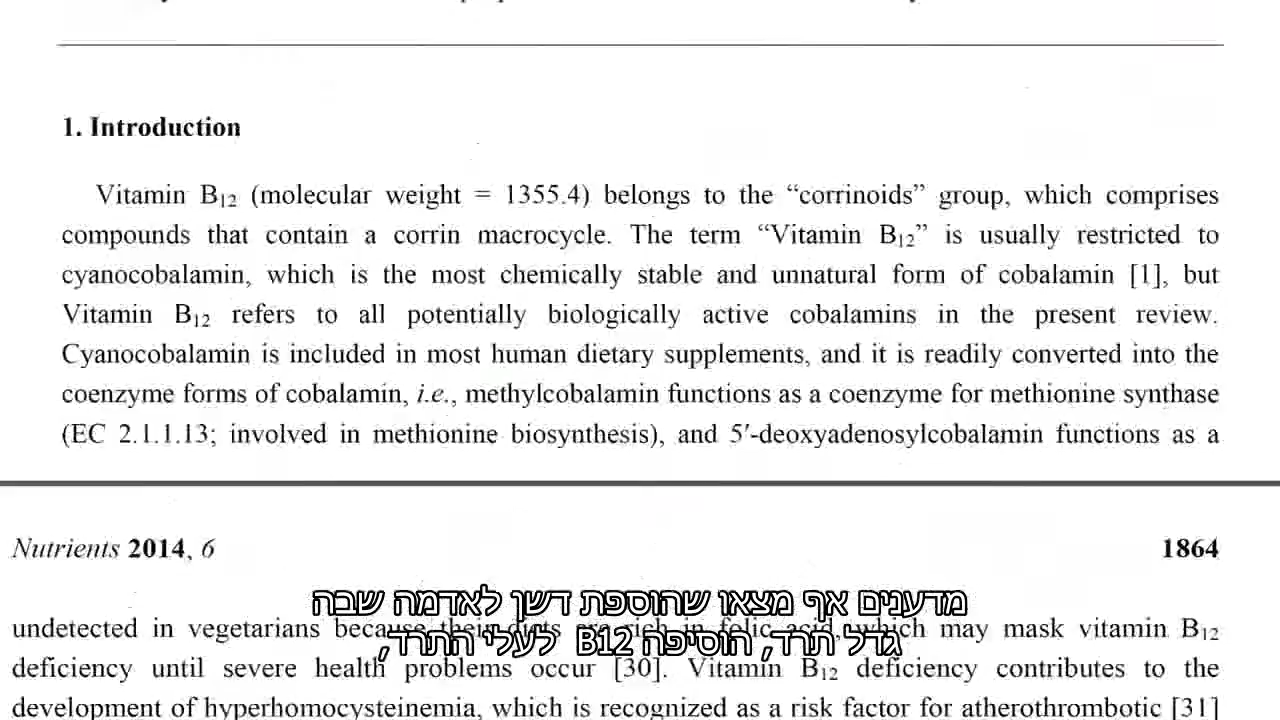 1. Introduction
Vitamin B12 (molecular weight = 1355.4) belongs to the “corrinoids” group, which comprises
compounds that contain a corrin macrocycle. The term “Vitamin B12” is usually restricted to
cyanocobalamin, which is the most chemically stable and unnatural form of cobalamin [1], but
Vitamin B12 refers to all potentially biologically active cobalamins in the present review.
Cyanocobalamin is included in most human dietary supplements, and it is readily converted into the
coenzyme forms of cobalamin, i.e., methylcobalamin functions as a coenzyme for methionine synthase
(EC 2.1.1.13; involved in methionine biosynthesis), and 5′-deoxyadenosylcobalamin functions as a
Nutrients 2014, 6 1864
מדענים אף מצאו שהוספת דשן לאדמה שבה
undetected in vegetarians because their diets are rich in folic acid, which may mask vitamin B12
גדל תרד, הוסיפה B12 לעלי התרד,
deficiency until severe health problems occur [30]. Vitamin B12 deficiency contributes to the
development of hyperhomocysteinemia, which is recognized as a risk factor for atherothrombotic [31]